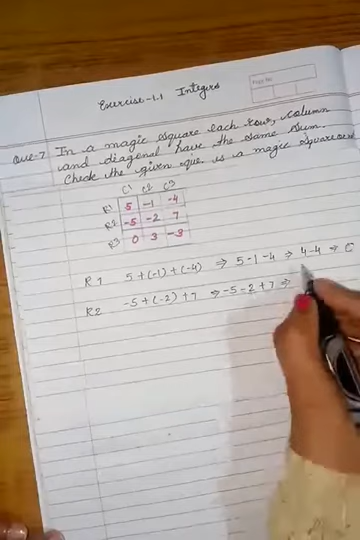 Exercise-1.1 Integers
Page No.
Que-7 In a magic square each row, column
and diagonal have the same sum.
Check the given que. is a magic square
C1 C2 C3
R1 5 -1 -4
R2 -5 -2 7
R3 0 3 -3
R1 5+(-1)+(-4) ⇒ 5-1-4 ⇒ 4-4 ⇒
R2 -5+(-2)+7 ⇒ -5-2+7 ⇒